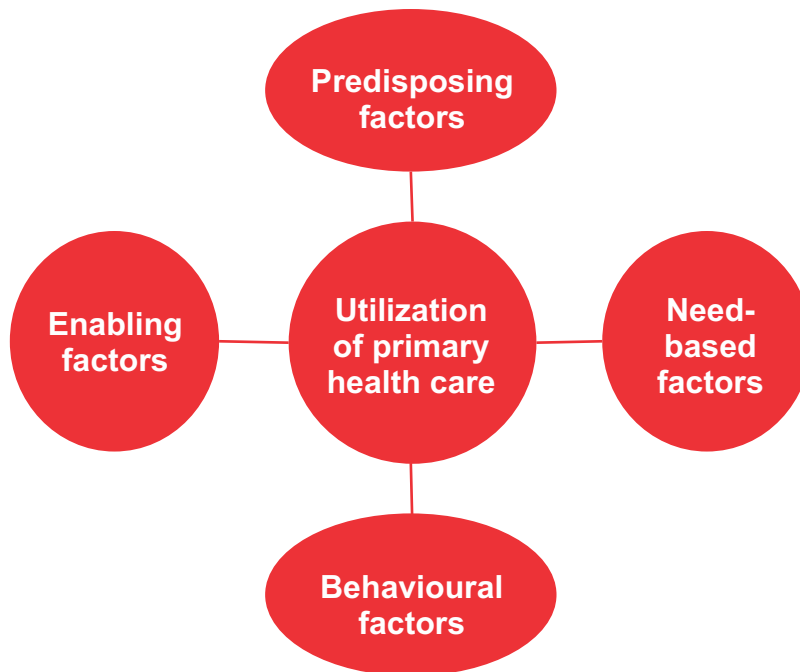 Predisposing
factors
Enabling
factors
Utilization
of primary
health care
Need-
based
factors
Behavioural
factors